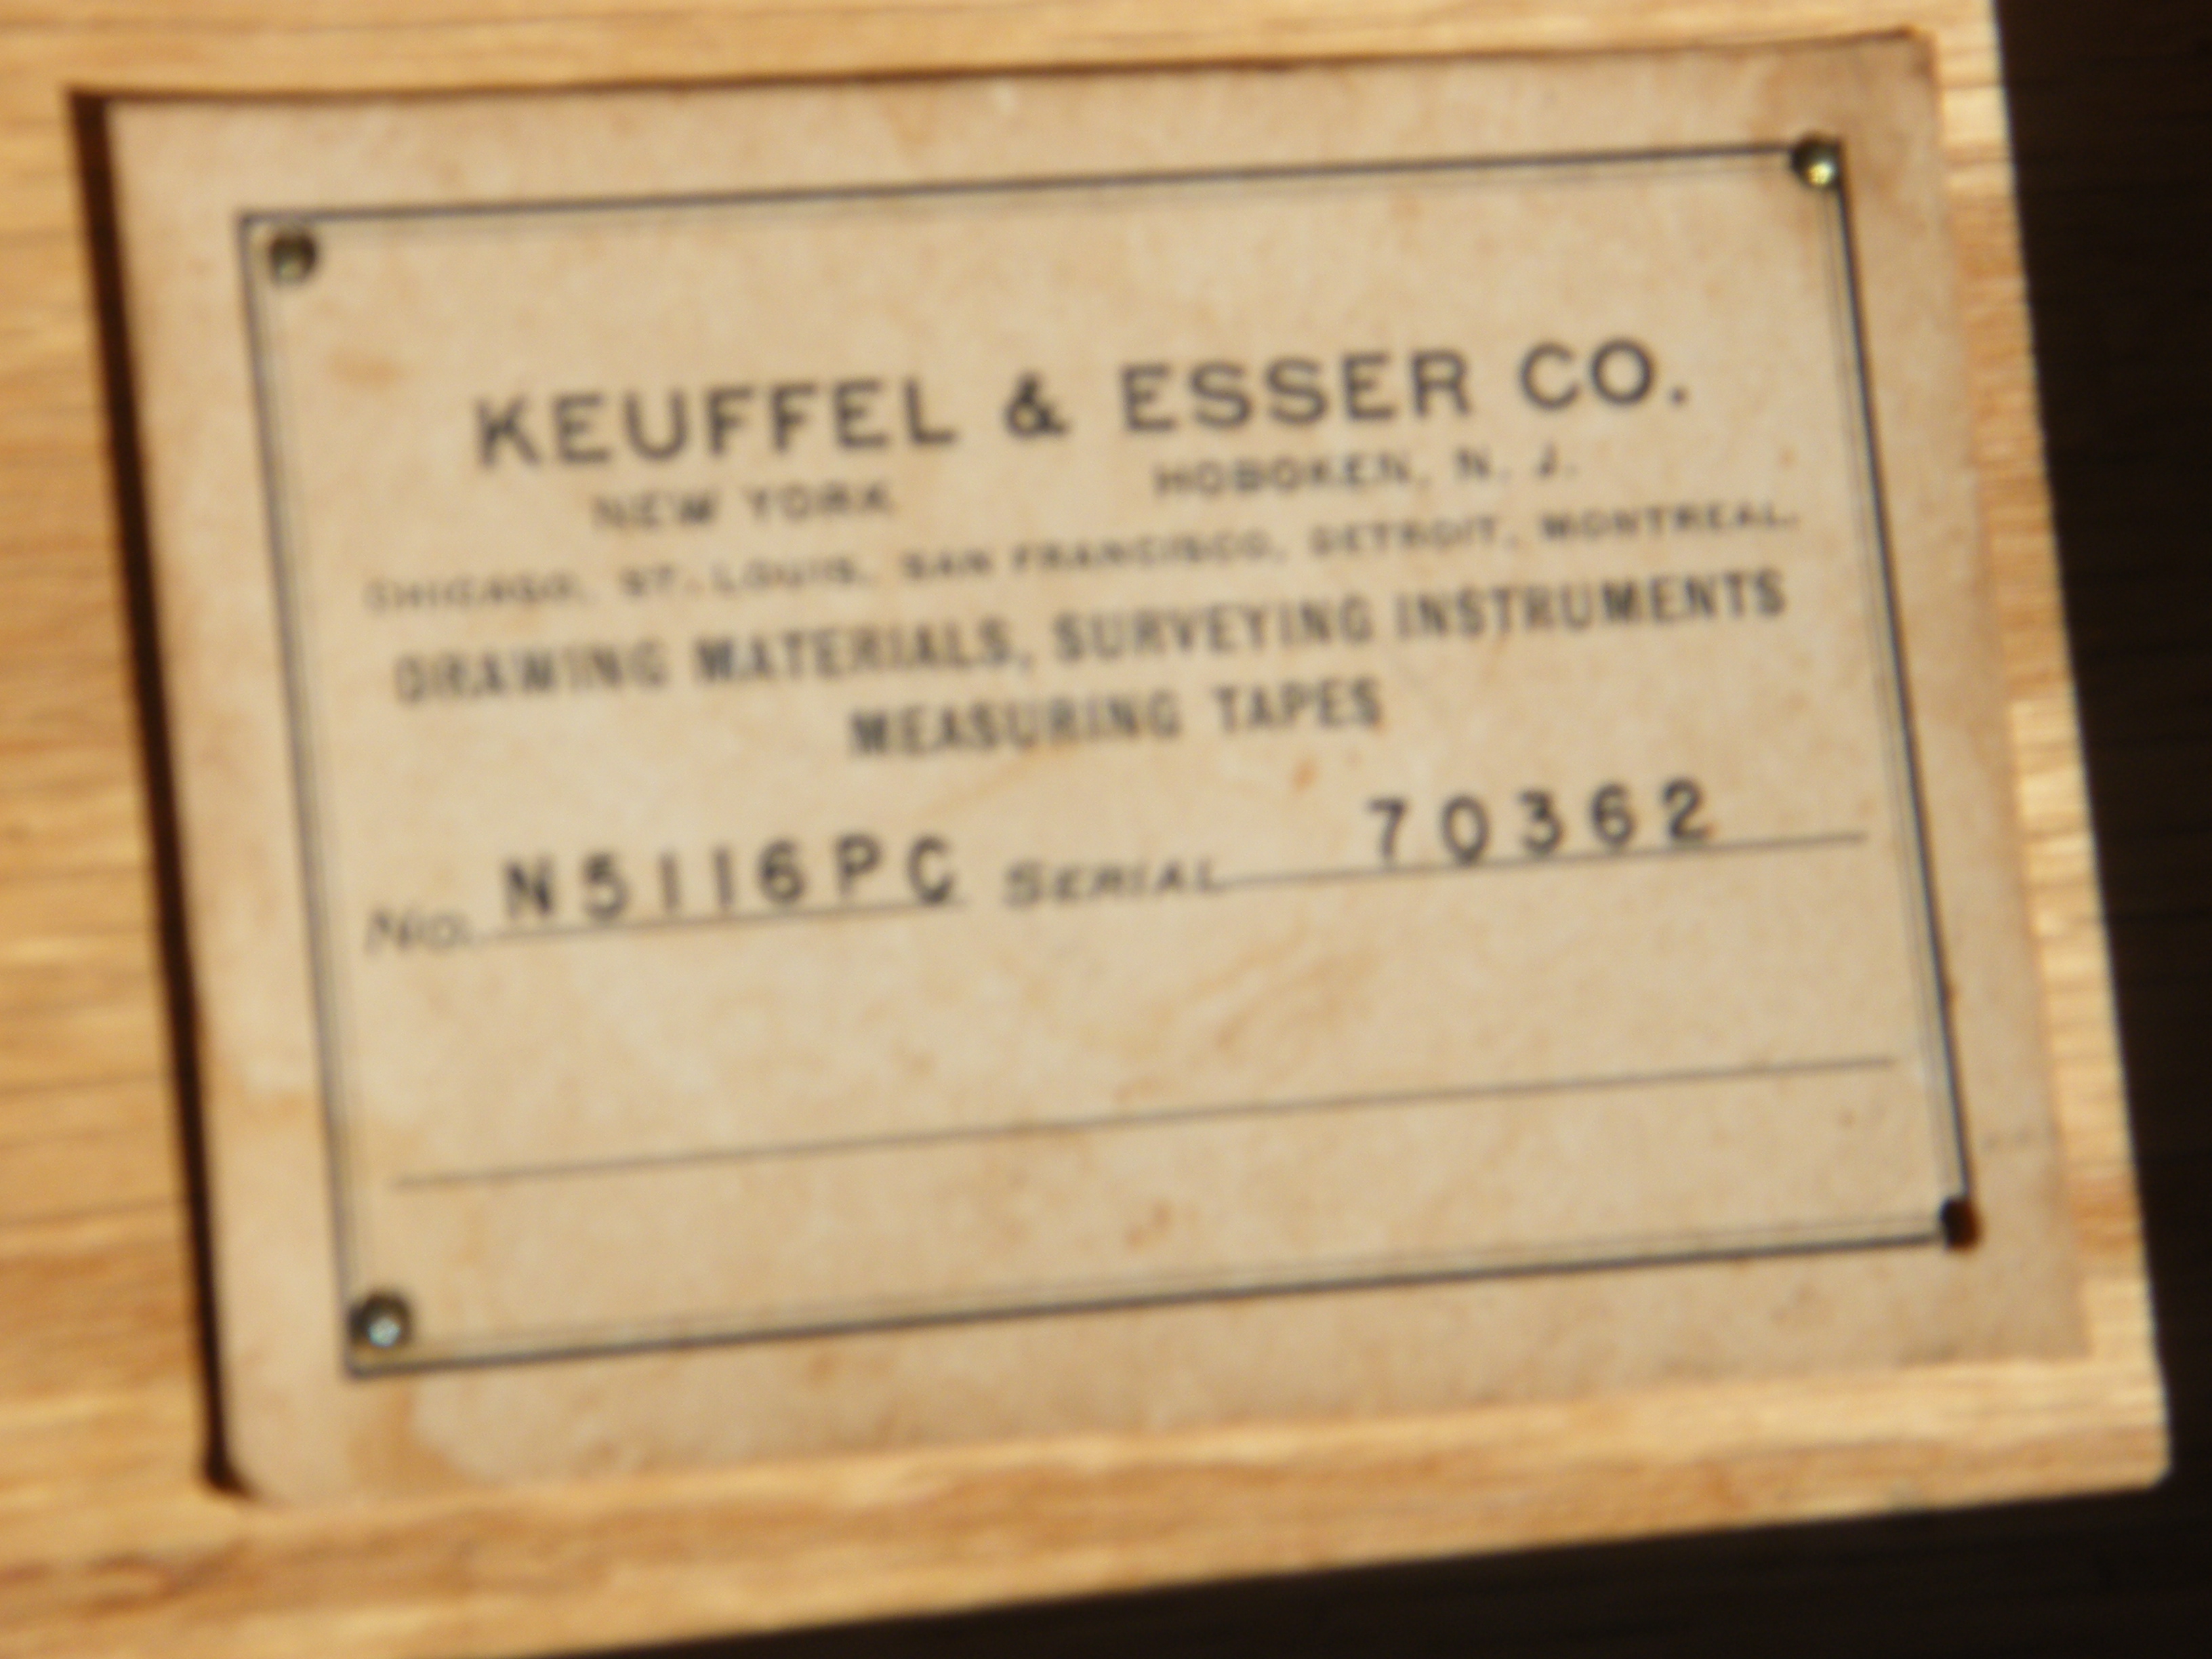 KEUFFEL & ESSER CO.
NEW YORK HOBOKEN, N. J.
CHICAGO, ST. LOUIS, SAN FRANCISCO, DETROIT, MONTREAL.
DRAWING MATERIALS, SURVEYING INSTRUMENTS
MEASURING TAPES
No. N5116PC SERIAL 70362